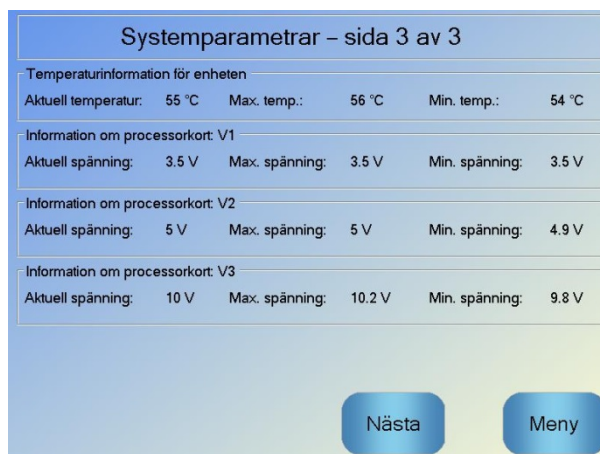 Systemparametrar – sida 3 av 3
Temperaturinformation för enheten
Aktuell temperatur: 55 °C Max. temp.: 56 °C Min. temp.: 54 °C
Information om processorkort: V1
Aktuell spänning: 3.5 V Max. spänning: 3.5 V Min. spänning: 3.5 V
Information om processorkort: V2
Aktuell spänning: 5 V Max. spänning: 5 V Min. spänning: 4.9 V
Information om processorkort: V3
Aktuell spänning: 10 V Max. spänning: 10.2 V Min. spänning: 9.8 V
Nästa Meny